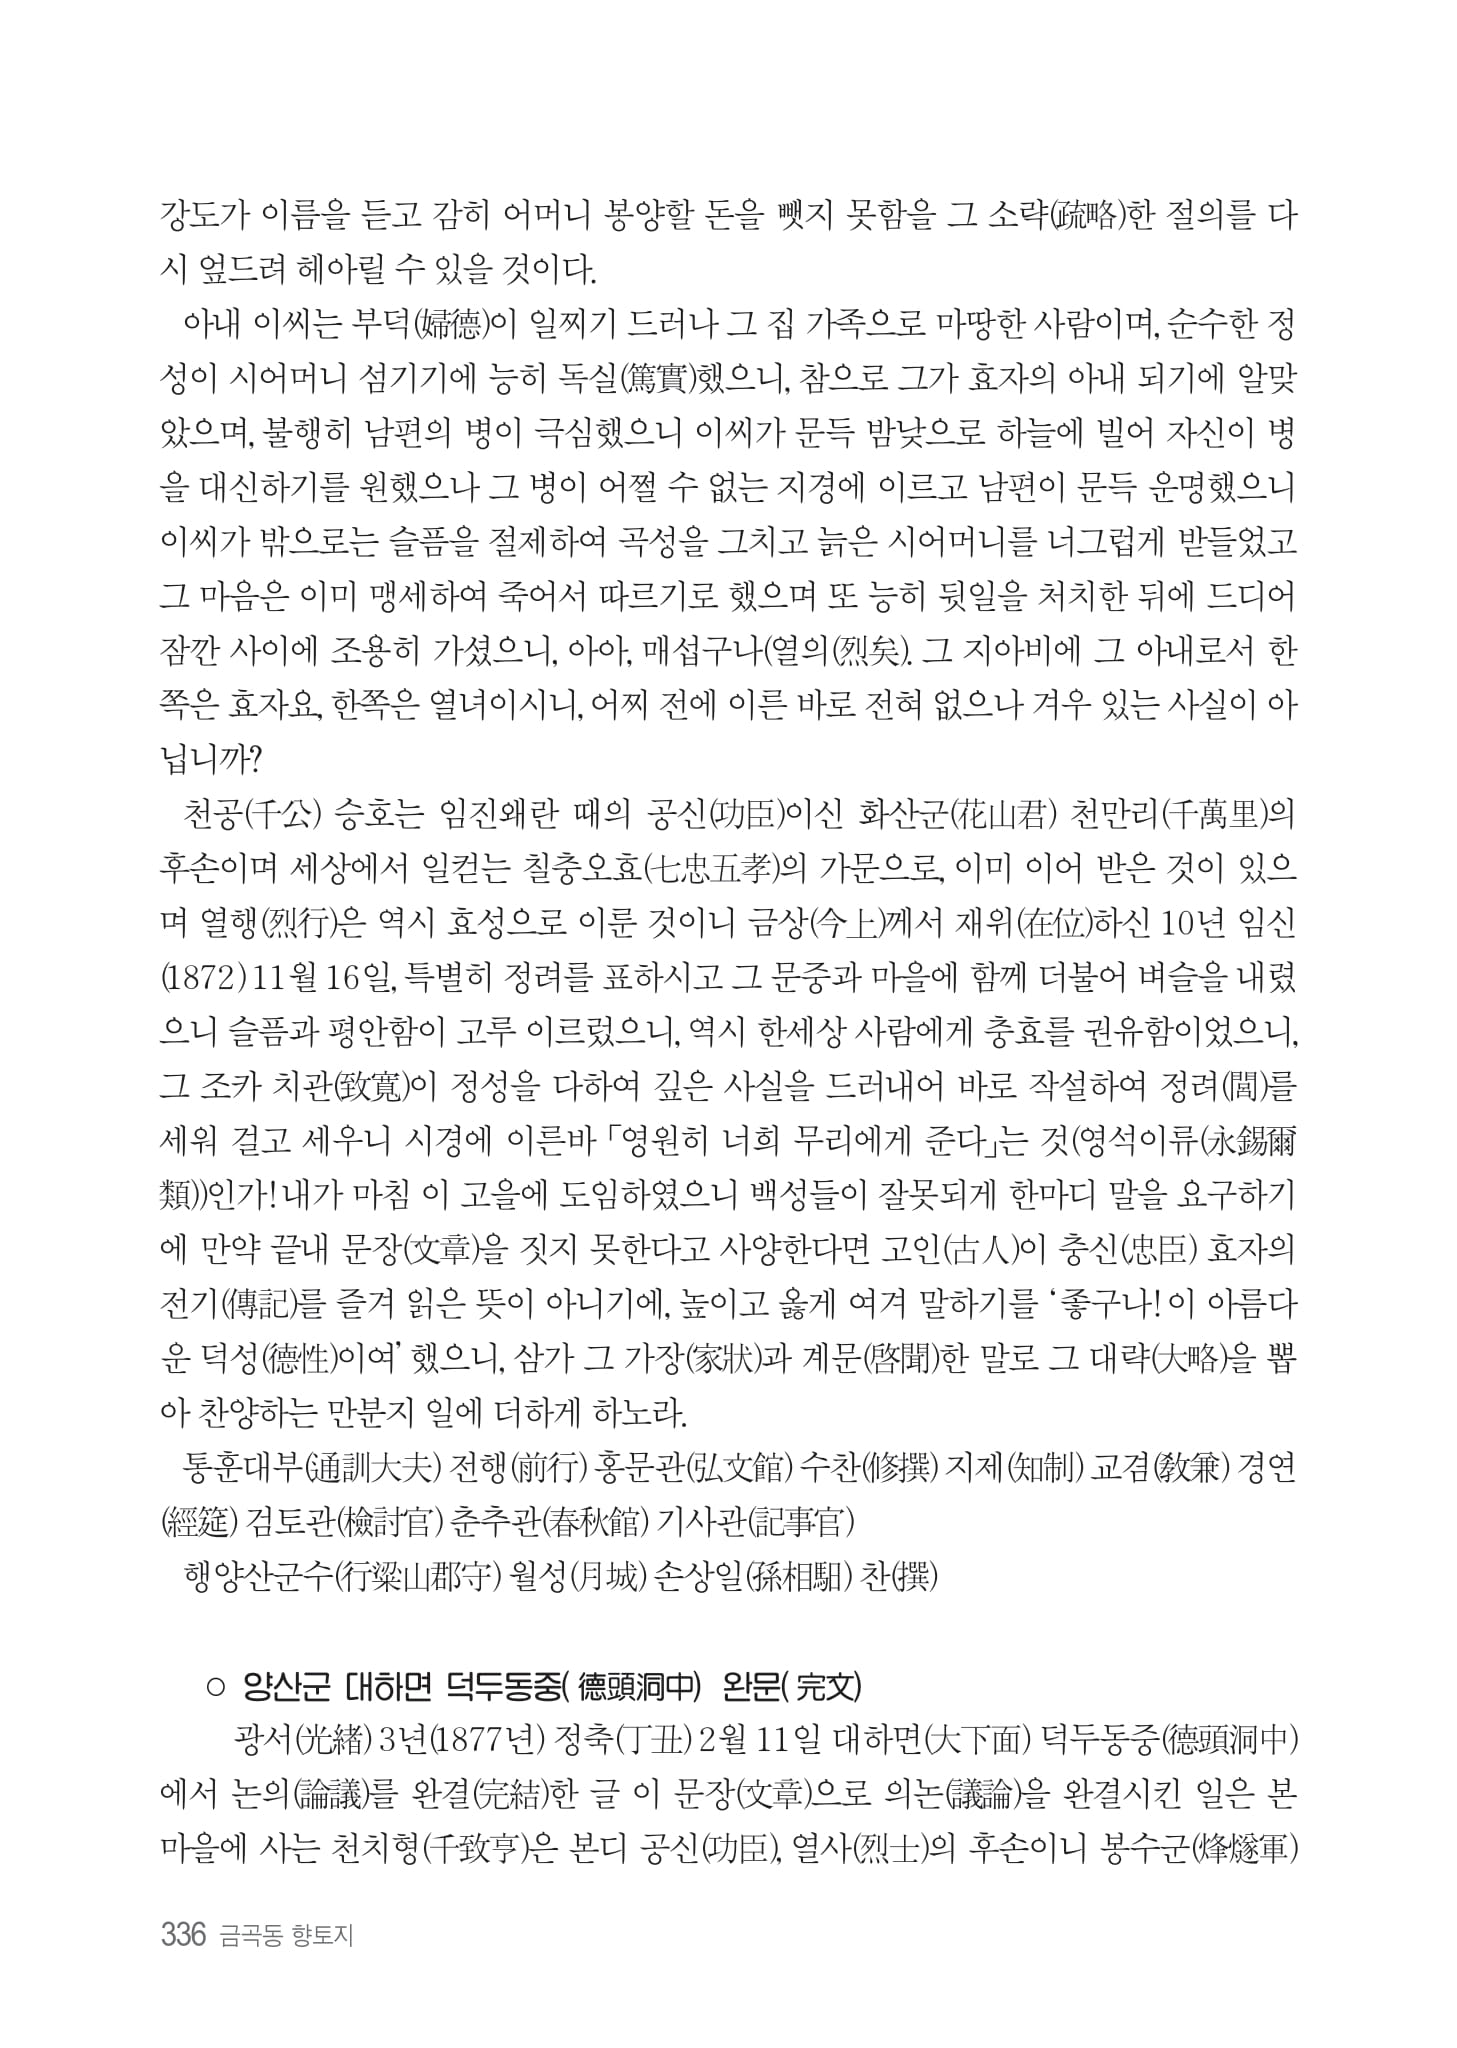 강도가 이름을 듣고 감히 어머니 봉양할 돈을 뺏지 못함을 그 소략(疏略)한 절의를 다
시 엎드려 헤아릴 수 있을 것이다.
아내 이씨는 부덕(婦德)이 일찌기 드러나 그 집 가족으로 마땅한 사람이며, 순수한 정
성이 시어머니 섬기기에 능히 독실(篤實)했으니, 참으로 그가 효자의 아내 되기에 알맞
았으며, 불행히 남편의 병이 극심했으니 이씨가 문득 밤낮으로 하늘에 빌어 자신이 병
을 대신하기를 원했으나 그 병이 어쩔 수 없는 지경에 이르고 남편이 문득 운명했으니
이씨가 밖으로는 슬픔을 절제하여 곡성을 그치고 늙은 시어머니를 너그럽게 받들었고
그 마음은 이미 맹세하여 죽어서 따르기로 했으며 또 능히 뒷일을 처치한 뒤에 드디어
잠깐 사이에 조용히 가셨으니, 아아, 매섭구나(열의(烈矣). 그 지아비에 그 아내로서 한
쪽은 효자요, 한쪽은 열녀이시니, 어찌 전에 이른 바로 전혀 없으나 겨우 있는 사실이 아
닙니까?
천공(千公) 승호는 임진왜란 때의 공신(功臣)이신 화산군(花山君) 천만리(千萬里)의
후손이며 세상에서 일컫는 칠충오효(七忠五孝)의 가문으로, 이미 이어 받은 것이 있으
며 열행(烈行)은 역시 효성으로 이룬 것이니 금상(今上)께서 재위(在位)하신 10년 임신
(1872) 11월 16일, 특별히 정려를 표하시고 그 문중과 마을에 함께 더불어 벼슬을 내렸
으니 슬픔과 평안함이 고루 이르렀으니, 역시 한세상 사람에게 충효를 권유함이었으니,
그 조카 치관(致寬)이 정성을 다하여 깊은 사실을 드러내어 바로 작설하여 정려(閭)를
세워 걸고 세우니 시경에 이른바 「영원히 너희 무리에게 준다」는 것(영석이류(永錫爾
類))인가! 내가 마침 이 고을에 도임하였으니 백성들이 잘못되게 한마디 말을 요구하기
에 만약 끝내 문장(文章)을 짓지 못한다고 사양한다면 고인(古人)이 충신(忠臣) 효자의
전기(傳記)를 즐겨 읽은 뜻이 아니기에, 높이고 옳게 여겨 말하기를 ‘좋구나! 이 아름다
운 덕성(德性)이여’ 했으니, 삼가 그 가장(家狀)과 계문(啓聞)한 말로 그 대략(大略)을 뽑
아 찬양하는 만분지 일에 더하게 하노라.
통훈대부(通訓大夫) 전행(前行) 홍문관(弘文館) 수찬(修撰) 지제(知制) 교겸(敎兼) 경연
(經筵) 검토관(檢討官) 춘추관(春秋館) 기사관(記事官)
행양산군수(行梁山郡守) 월성(月城) 손상일(孫相馹) 찬(撰)
○ 양산군 대하면 덕두동중( 德頭洞中) 완문( 完文)
광서(光緖) 3년(1877년) 정축(丁丑) 2월 11일 대하면(大下面) 덕두동중(德頭洞中)
에서 논의(論議)를 완결(完結)한 글 이 문장(文章)으로 의논(議論)을 완결시킨 일은 본
마을에 사는 천치형(千致亨)은 본디 공신(功臣), 열사(烈士)의 후손이니 봉수군(烽燧軍)
336 금곡동 향토지